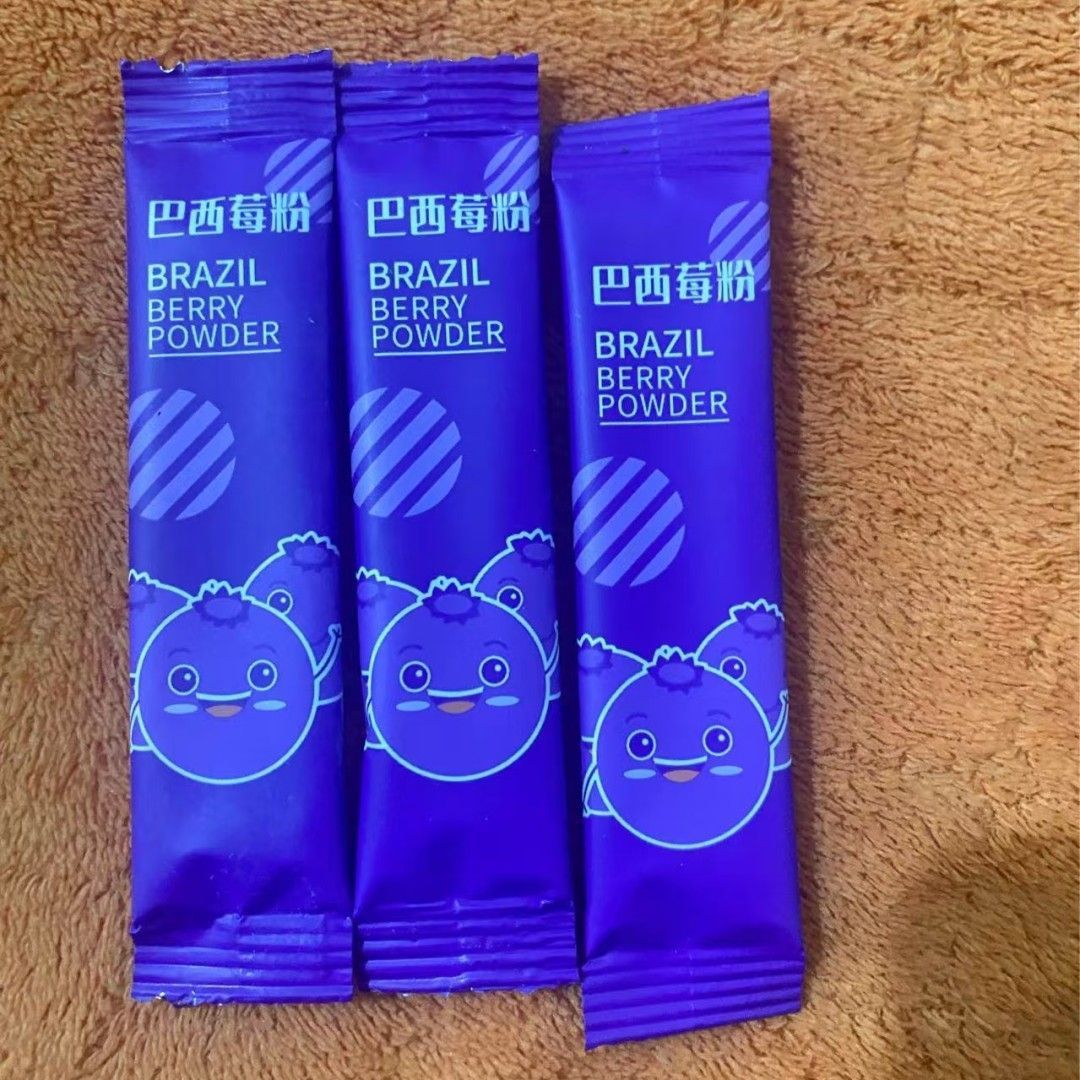 巴西莓粉
BRAZIL
BERRY
POWDER
巴西莓粉
BRAZIL
BERRY
POWDER
巴西莓粉
BRAZIL
BERRY
POWDER